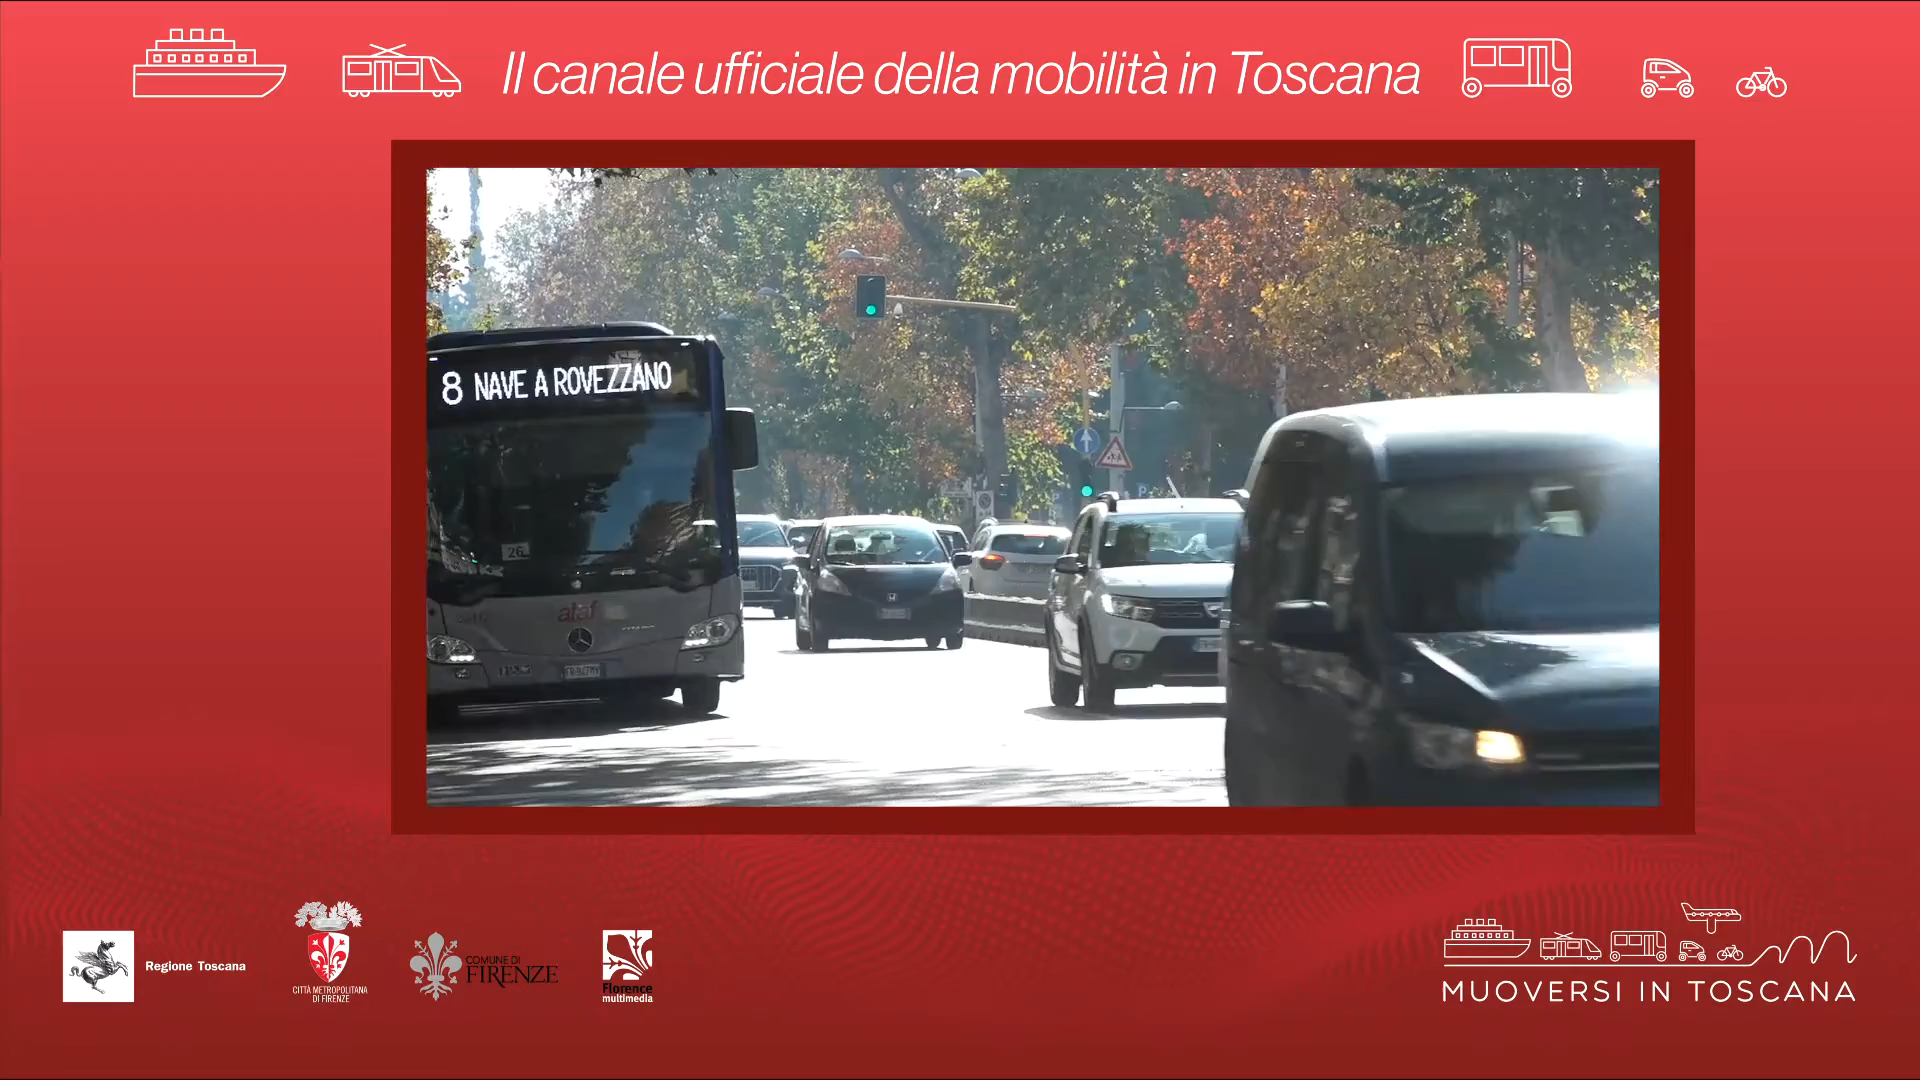 Il canale ufficiale della mobilità in Toscana
8 NAVE A ROVEZZANO
26
ataf
Regione Toscana
CITTÀ METROPOLITANA
DI FIRENZE
COMUNE DI
FIRENZE
Florence
multimedia
MUOVERSI IN TOSCANA